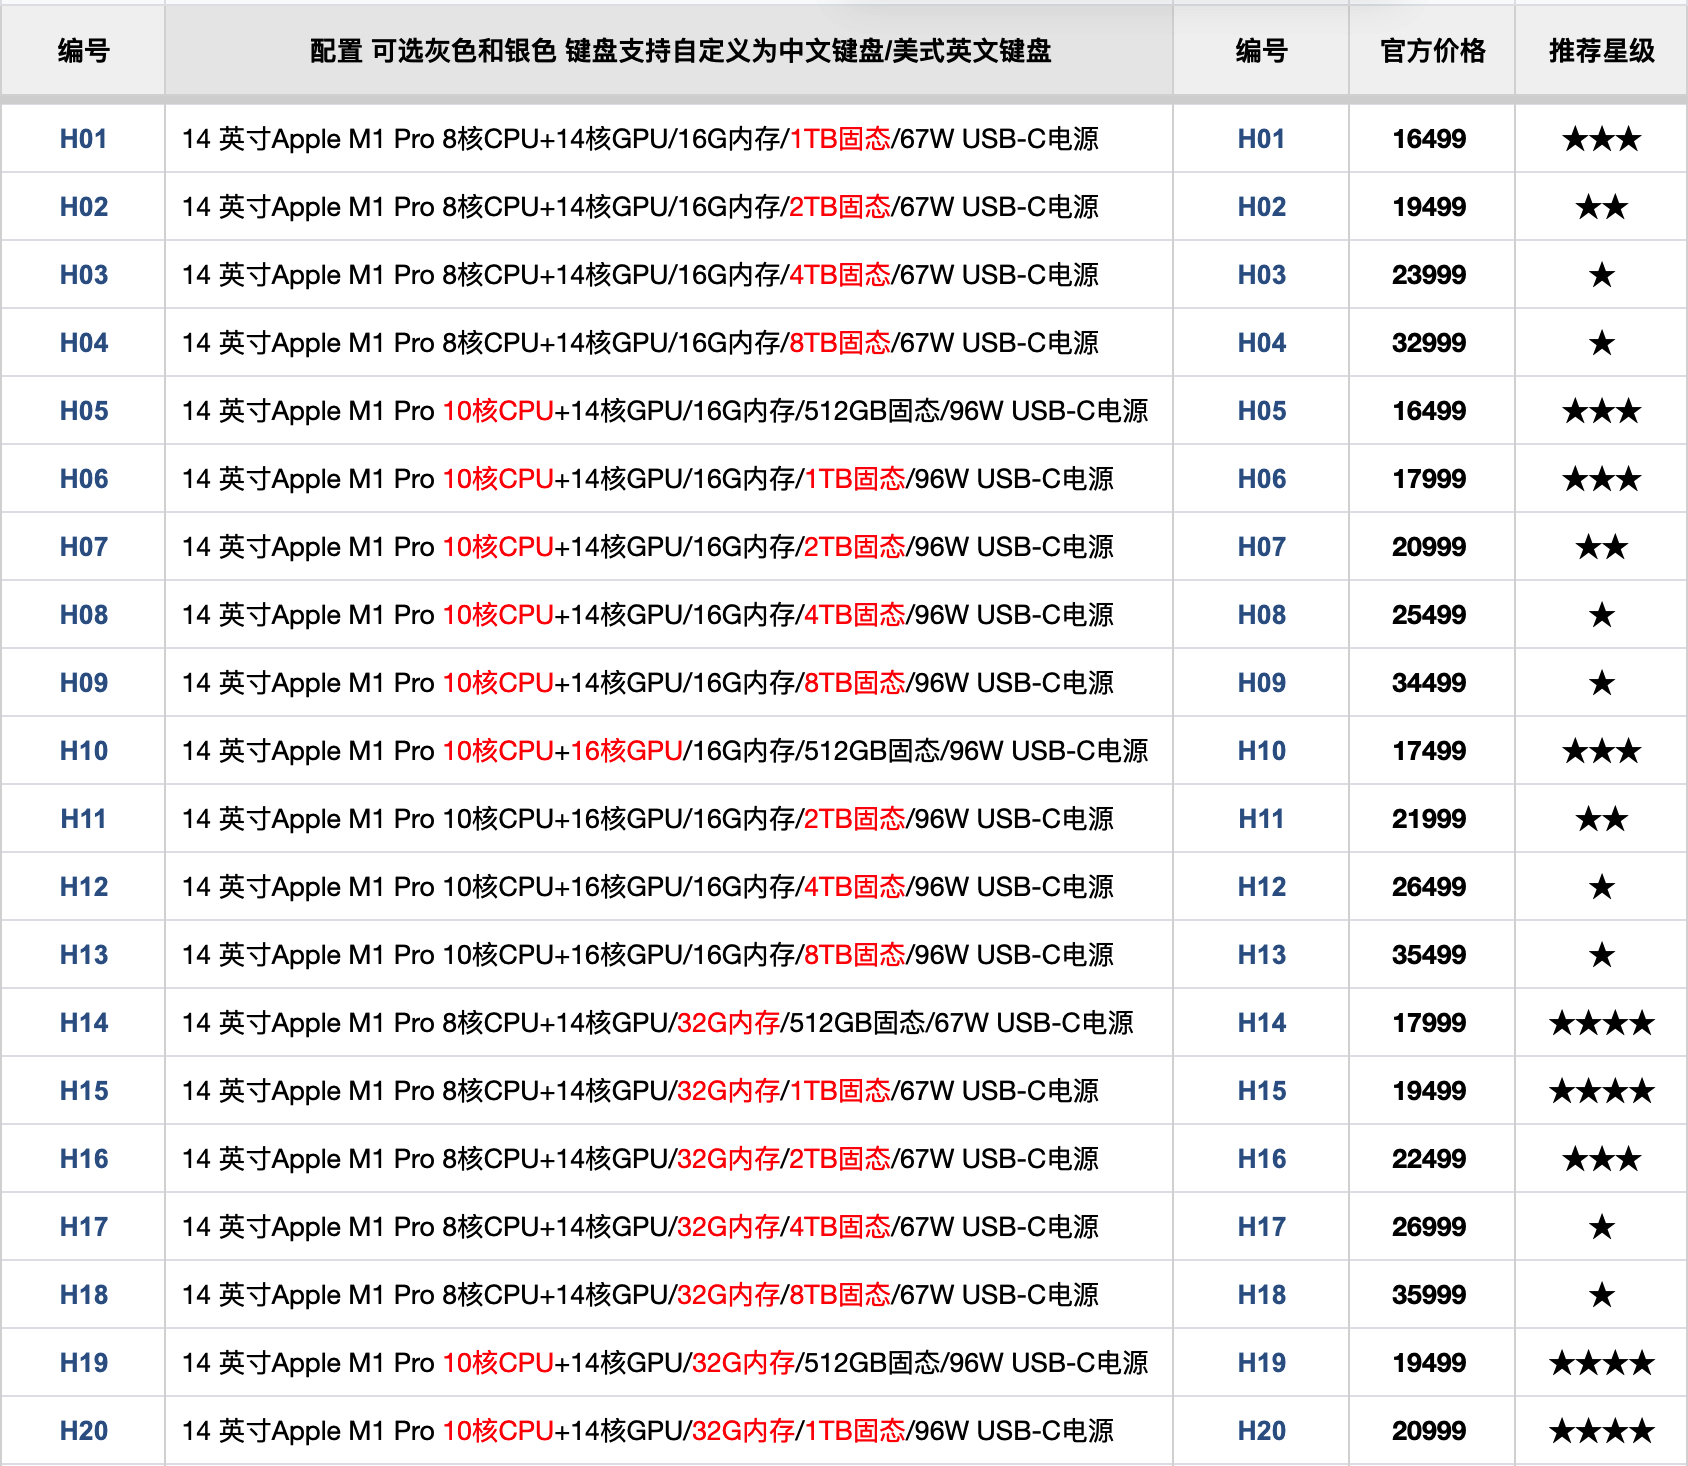 编号 配置 可选灰色和银色 键盘支持自定义为中文键盘/美式英文键盘 编号 官方价格 推荐星级
H01 14 英寸Apple M1 Pro 8核CPU+14核GPU/16G内存/1TB固态/67W USB-C电源 H01 16499 ★★★
H02 14 英寸Apple M1 Pro 8核CPU+14核GPU/16G内存/2TB固态/67W USB-C电源 H02 19499 ★★
H03 14 英寸Apple M1 Pro 8核CPU+14核GPU/16G内存/4TB固态/67W USB-C电源 H03 23999 ★
H04 14 英寸Apple M1 Pro 8核CPU+14核GPU/16G内存/8TB固态/67W USB-C电源 H04 32999 ★
H05 14 英寸Apple M1 Pro 10核CPU+14核GPU/16G内存/512GB固态/96W USB-C电源 H05 16499 ★★★
H06 14 英寸Apple M1 Pro 10核CPU+14核GPU/16G内存/1TB固态/96W USB-C电源 H06 17999 ★★★
H07 14 英寸Apple M1 Pro 10核CPU+14核GPU/16G内存/2TB固态/96W USB-C电源 H07 20999 ★★
H08 14 英寸Apple M1 Pro 10核CPU+14核GPU/16G内存/4TB固态/96W USB-C电源 H08 25499 ★
H09 14 英寸Apple M1 Pro 10核CPU+14核GPU/16G内存/8TB固态/96W USB-C电源 H09 34499 ★
H10 14 英寸Apple M1 Pro 10核CPU+16核GPU/16G内存/512GB固态/96W USB-C电源 H10 17499 ★★★
H11 14 英寸Apple M1 Pro 10核CPU+16核GPU/16G内存/2TB固态/96W USB-C电源 H11 21999 ★★
H12 14 英寸Apple M1 Pro 10核CPU+16核GPU/16G内存/4TB固态/96W USB-C电源 H12 26499 ★
H13 14 英寸Apple M1 Pro 10核CPU+16核GPU/16G内存/8TB固态/96W USB-C电源 H13 35499 ★
H14 14 英寸Apple M1 Pro 8核CPU+14核GPU/32G内存/512GB固态/67W USB-C电源 H14 17999 ★★★★
H15 14 英寸Apple M1 Pro 8核CPU+14核GPU/32G内存/1TB固态/67W USB-C电源 H15 19499 ★★★★
H16 14 英寸Apple M1 Pro 8核CPU+14核GPU/32G内存/2TB固态/67W USB-C电源 H16 22499 ★★★
H17 14 英寸Apple M1 Pro 8核CPU+14核GPU/32G内存/4TB固态/67W USB-C电源 H17 26999 ★
H18 14 英寸Apple M1 Pro 8核CPU+14核GPU/32G内存/8TB固态/67W USB-C电源 H18 35999 ★
H19 14 英寸Apple M1 Pro 10核CPU+14核GPU/32G内存/512GB固态/96W USB-C电源 H19 19499 ★★★★
H20 14 英寸Apple M1 Pro 10核CPU+14核GPU/32G内存/1TB固态/96W USB-C电源 H20 20999 ★★★★